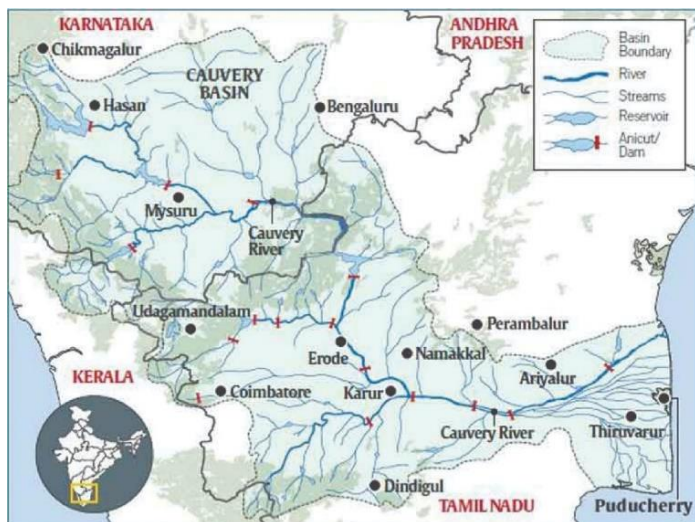 KARNATAKA
Chikmagalur
ANDHRA
PRADESH
Basin
Boundary
River
Streams
Reservoir
Anicut/
Dam
CAUVERY
BASIN
Hasan
Bengaluru
Mysuru
Cauvery
River
Udagamandalam
Perambalur
Erode
Namakkal
Ariyalur
KERALA
Coimbatore
Karur
Cauvery River
Thiruvarur
Dindigul
TAMIL NADU
Puducherry